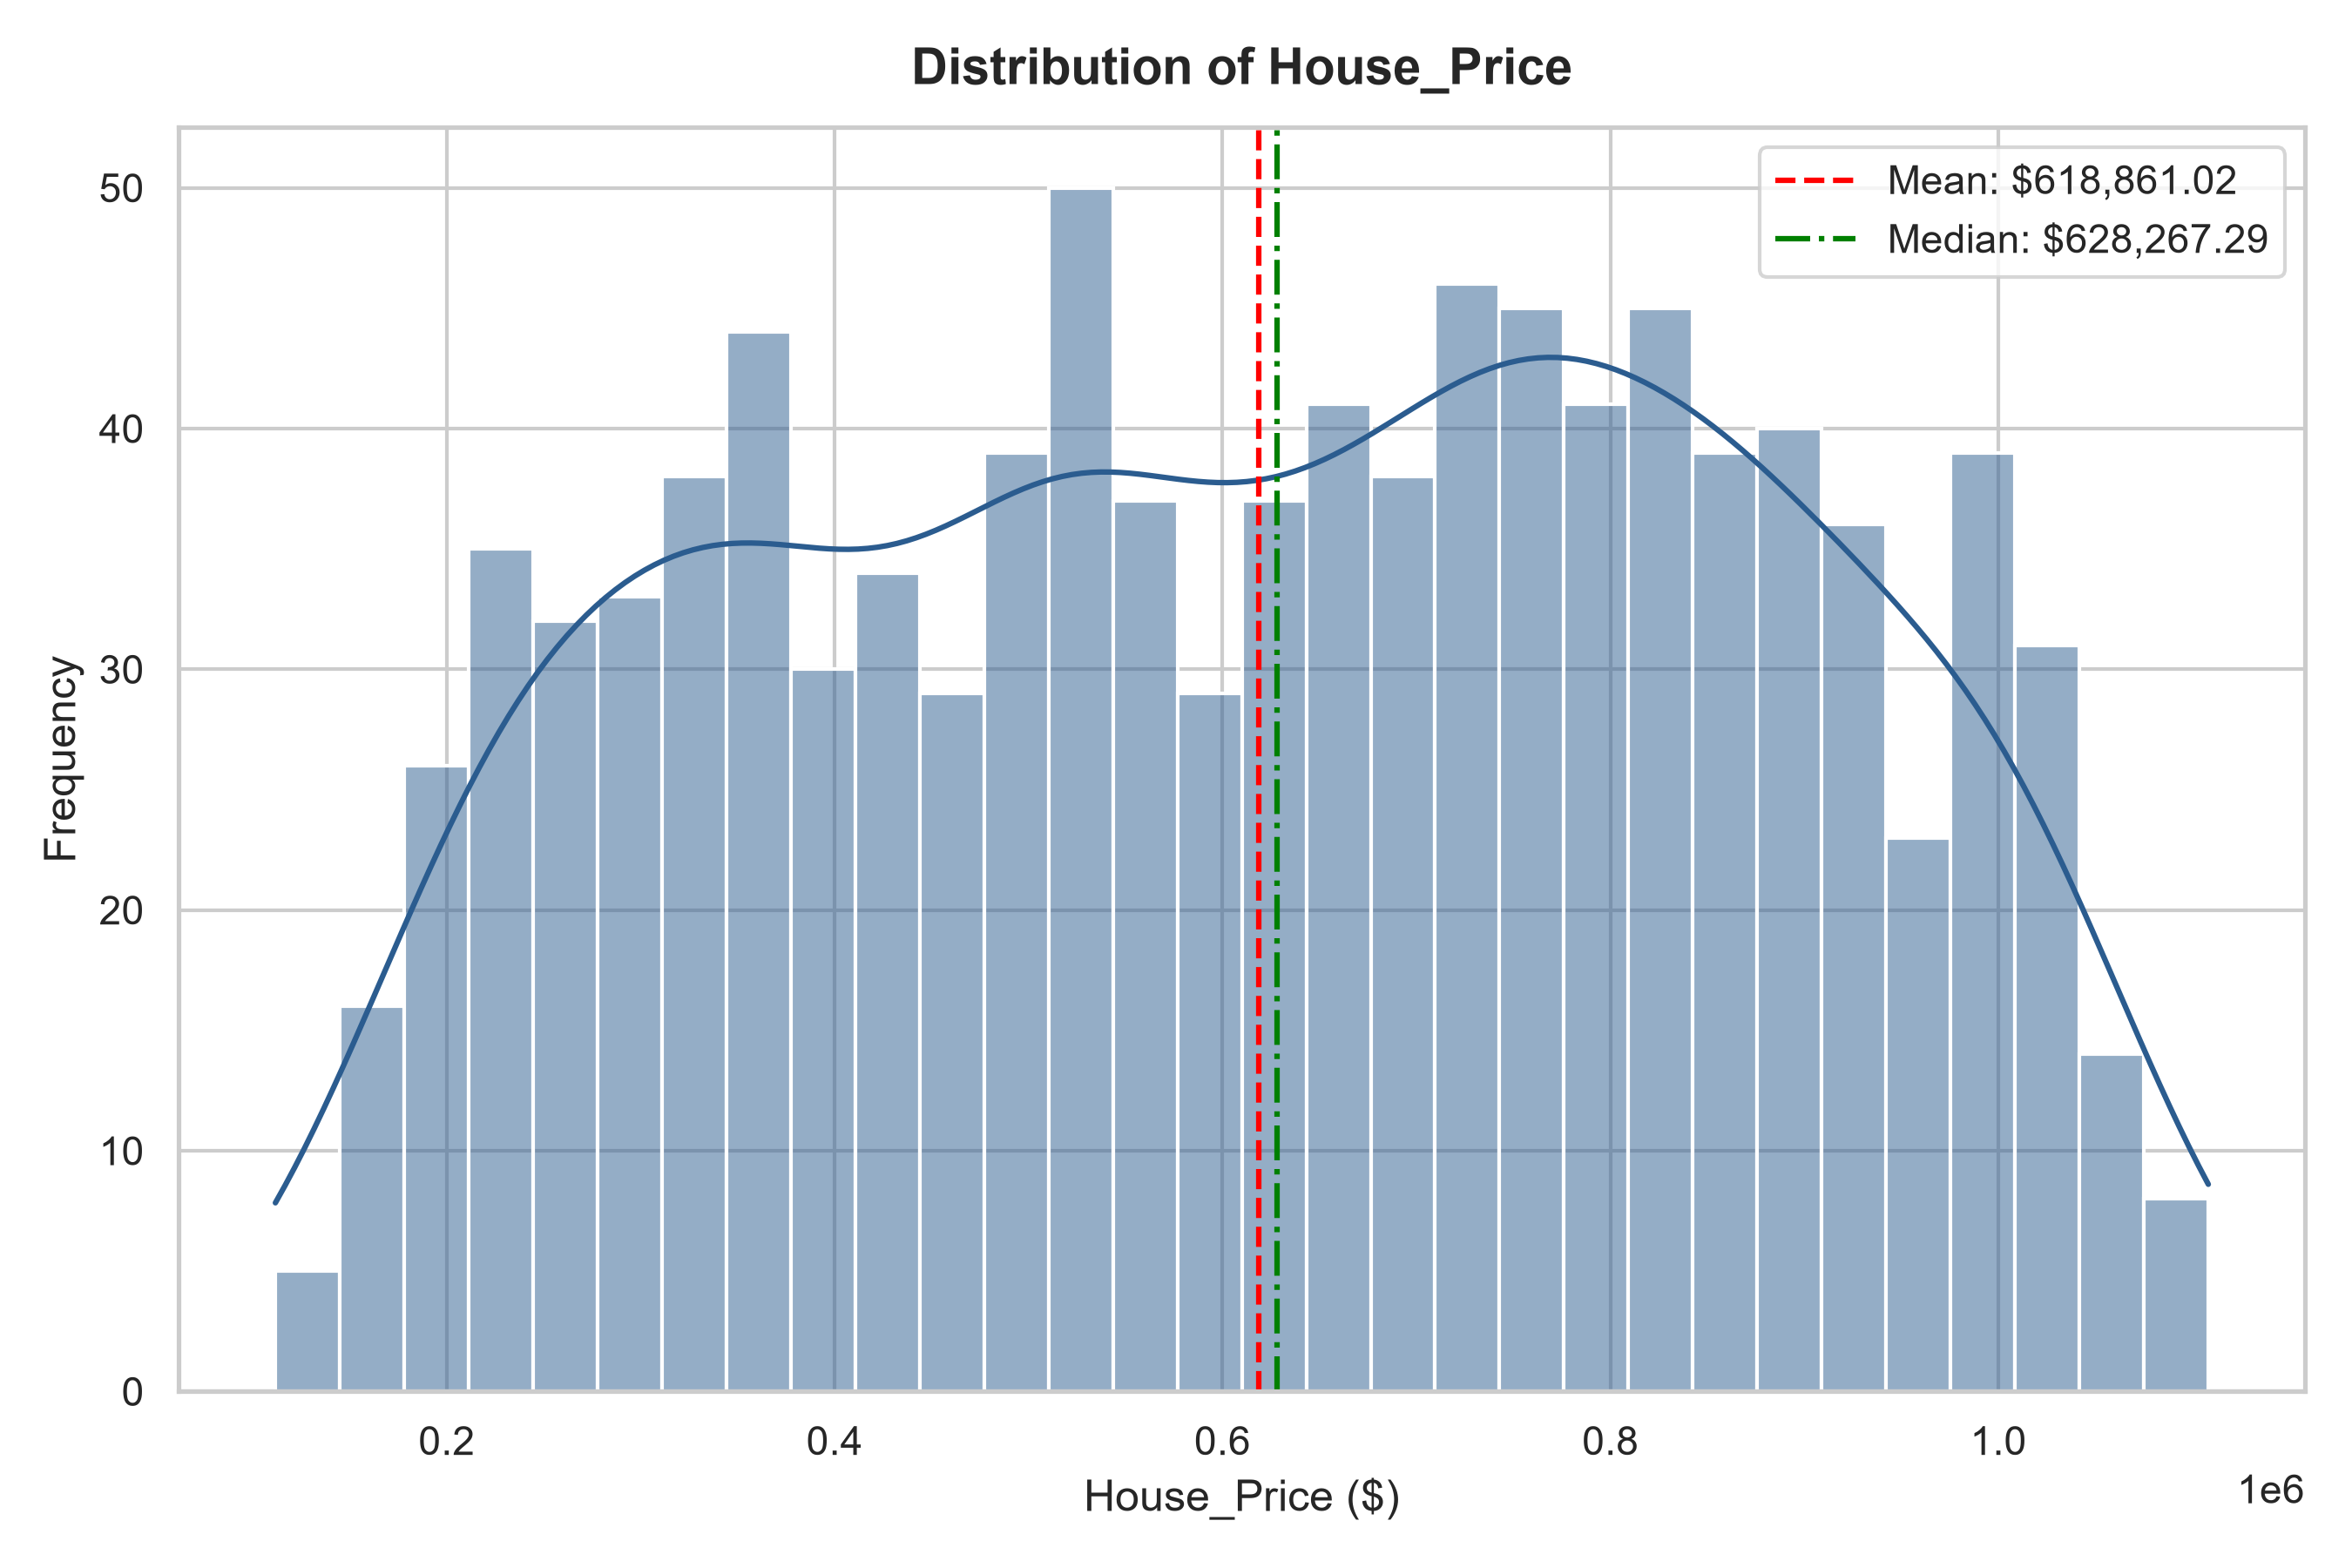 Distribution of House_Price
Mean: $618,861.02
Median: $628,267.29
50
40
30
20
10
0
Frequency
0.2 0.4 0.6 0.8 1.0
1e6
House_Price ($)